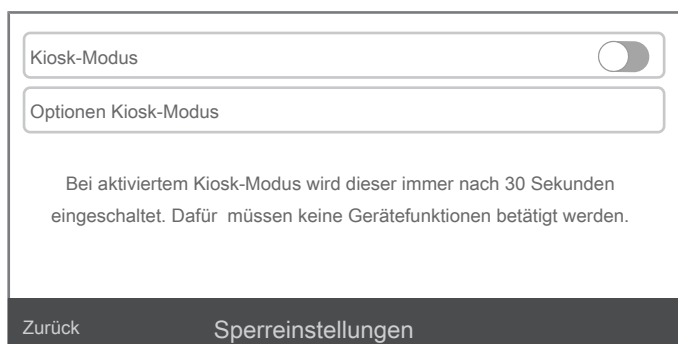 Kiosk-Modus
Optionen Kiosk-Modus
Bei aktiviertem Kiosk-Modus wird dieser immer nach 30 Sekunden
eingeschaltet. Dafür müssen keine Gerätefunktionen betätigt werden.
Zurück Sperreinstellungen